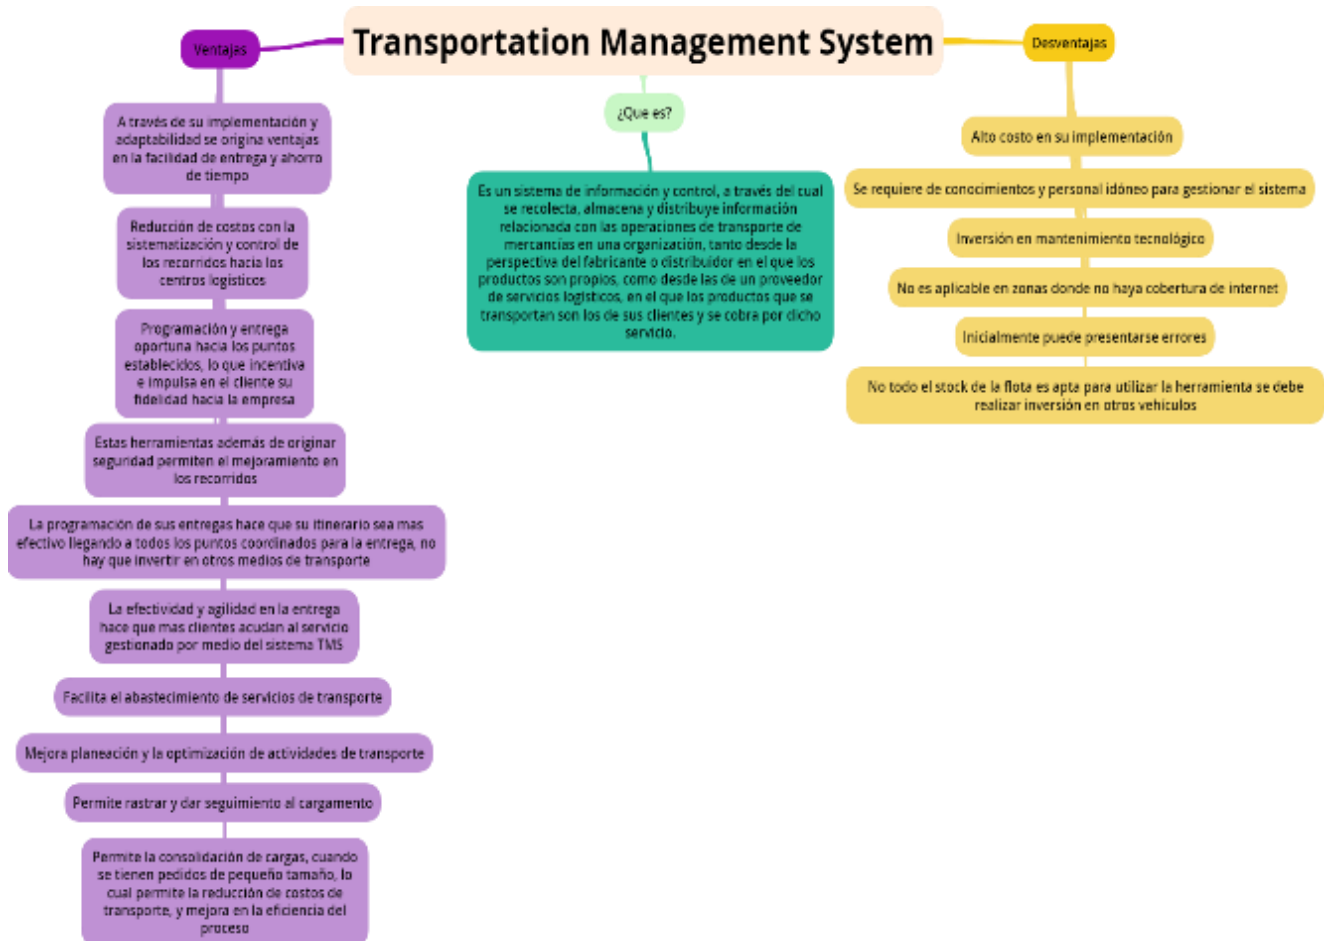 Transportation Management System
Ventajas
A través de su implementación y
adaptabilidad se origina ventajas
en la facilidad de entrega y ahorro
de tiempo
Reducción de costos con la
sistematización y control de
los recorridos hacia los
centros logísticos
Programación y entrega
oportuna hacia los puntos
establecidos, lo que incentiva
e impulsa en el cliente su
fidelidad hacia la empresa
Estas herramientas además de originar
seguridad permiten el mejoramiento en
los recorridos
La programación de sus entregas hace que su itinerario sea mas
efectivo llegando a todos los puntos coordinados para la entrega, no
hay que invertir en otros medios de transporte
La efectividad y agilidad en la entrega
hace que mas clientes acudan al servicio
gestionado por medio del sistema TMS
Facilita el abastecimiento de servicios de transporte
Mejora planeación y la optimización de actividades de transporte
Permite rastrar y dar seguimiento al cargamento
Permite la consolidación de cargas, cuando
se tienen pedidos de pequeño tamaño, lo
cual permite la reducción de costos de
transporte, y mejora en la eficiencia del
proceso
¿Que es?
Es un sistema de información y control, a través del cual
se recolecta, almacena y distribuye información
relacionada con las operaciones de transporte de
mercancías en una organización, tanto desde la
perspectiva del fabricante o distribuidor en el que los
productos son propios, como desde las de un proveedor
de servicios logísticos, en el que los productos que se
transportan son los de sus clientes y se cobra por dicho
servicio.
Desventajas
Alto costo en su implementación
Se requiere de conocimientos y personal idóneo para gestionar el sistema
Inversión en mantenimiento tecnológico
No es aplicable en zonas donde no haya cobertura de internet
Inicialmente puede presentarse errores
No todo el stock de la flota es apta para utilizar la herramienta se debe
realizar inversión en otros vehículos